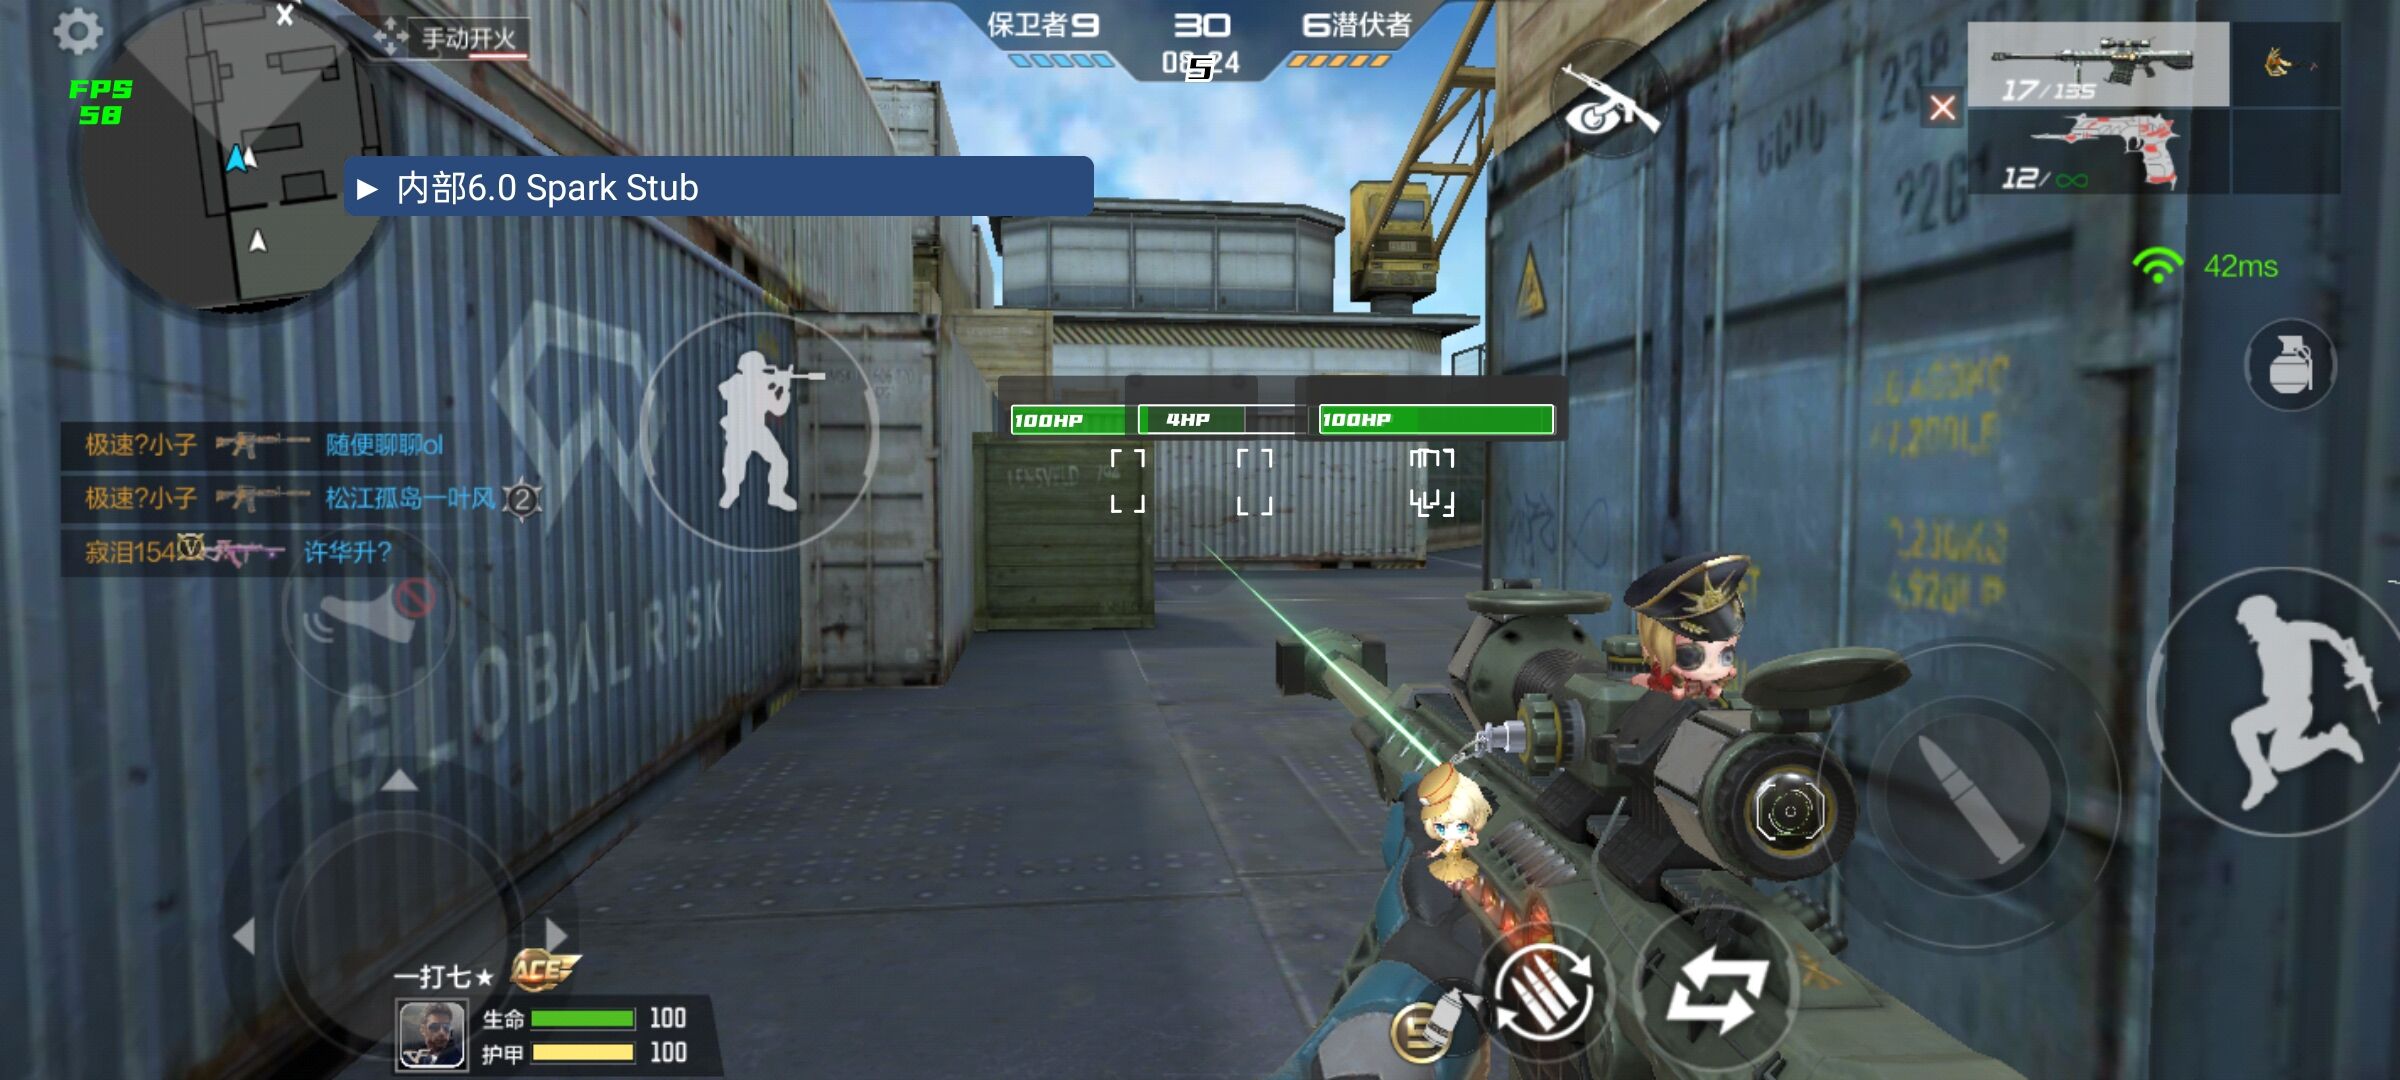 X
手动开火
FPS
58
保卫者9
30
6潜伏者
5
17/135
12/∞
▶ 内部6.0 Spark Stub
42ms
100HP
4HP
100HP
极速?小子 随便聊聊ol
极速?小子 松江孤岛一叶风 2
寂泪154 V 许华升?
GLOBAL RISK
一打七★ ACE
生命 100
护甲 100
S